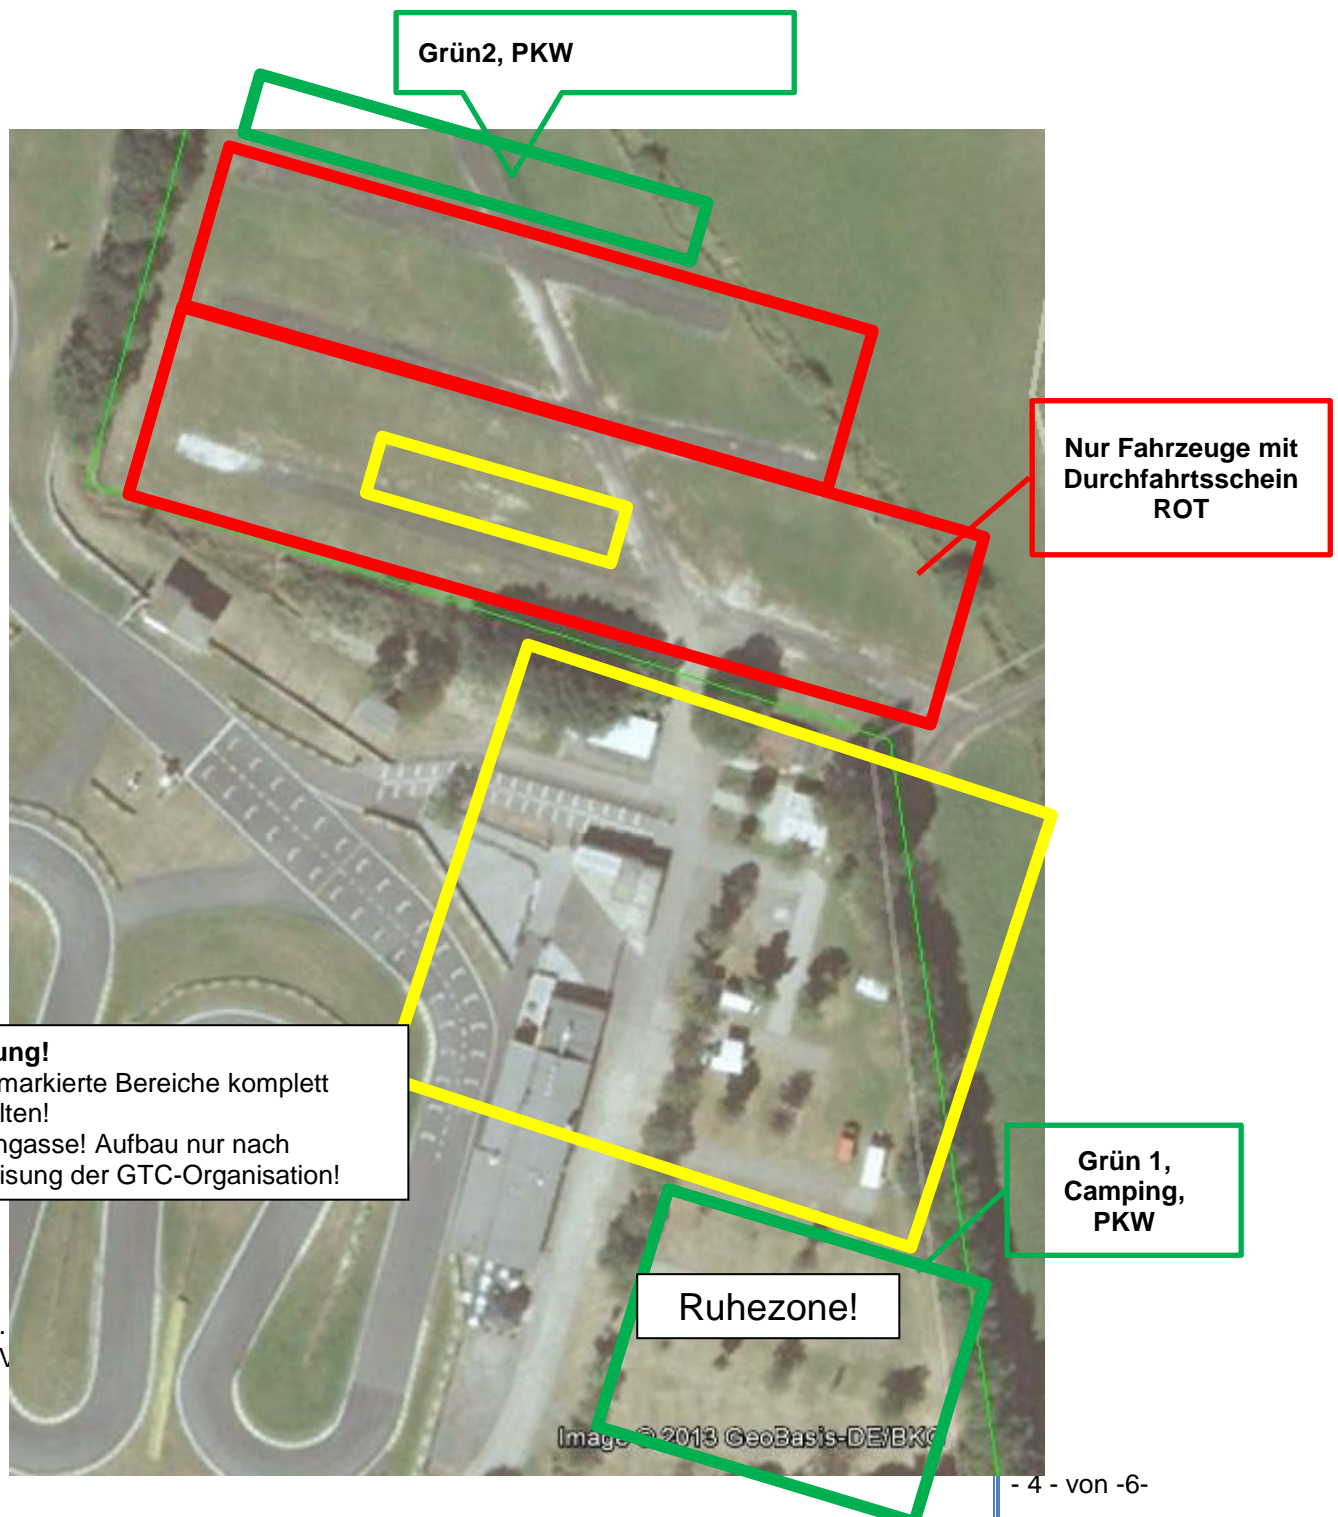 Grün2, PKW
Nur Fahrzeuge mit
Durchfahrtsschein
ROT
ung!
markierte Bereiche komplett
lten!
ngasse! Aufbau nur nach
isung der GTC-Organisation!
Grün 1,
Camping,
PKW
Ruhezone!
.
V
Image © 2013 GeoBasis-DE/BKG
- 4 - von -6-